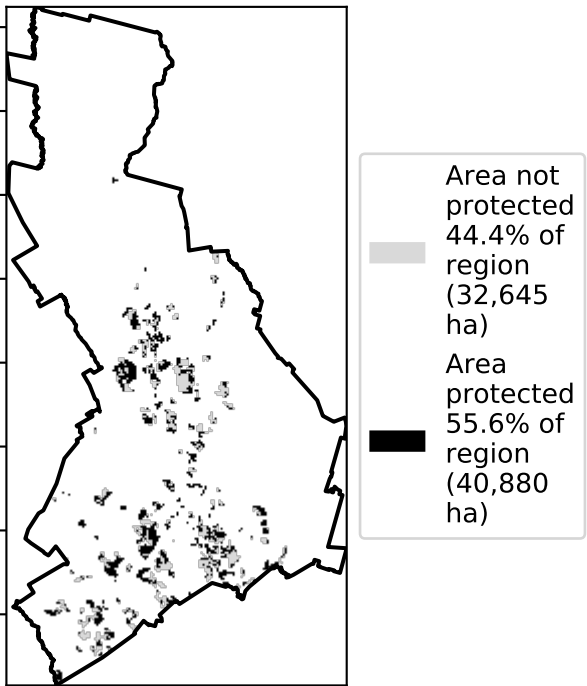 Area not
protected
44.4% of
region
(32,645
ha)
Area
protected
55.6% of
region
(40,880
ha)